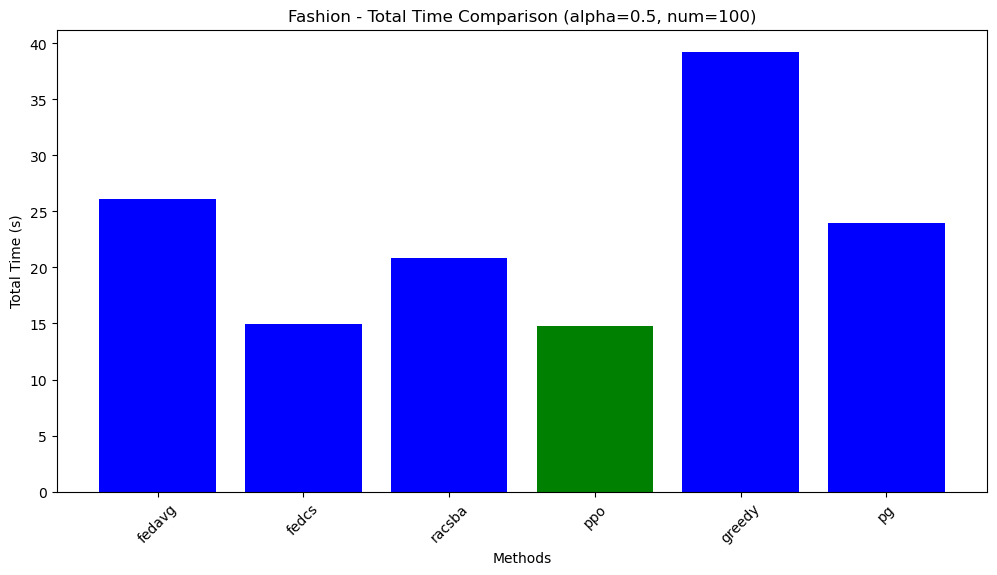 Fashion - Total Time Comparison (alpha=0.5, num=100)
Total Time (s)
40
35
30
25
20
15
10
5
0
fedavg
fedcs
racsba
ppo
greedy
pg
Methods